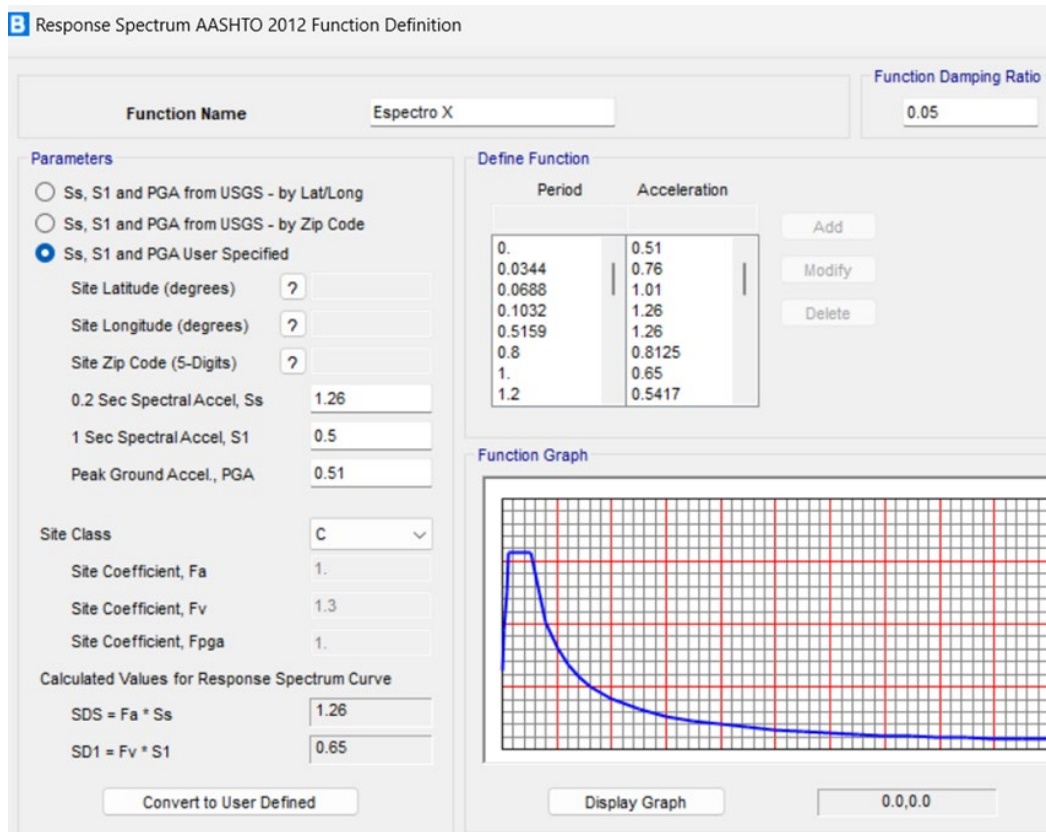 B Response Spectrum AASHTO 2012 Function Definition
Function Name
Espectro X
Function Damping Ratio
0.05
Parameters
Ss, S1 and PGA from USGS - by Lat/Long
Ss, S1 and PGA from USGS - by Zip Code
Ss, S1 and PGA User Specified
Site Latitude (degrees) ?
Site Longitude (degrees) ?
Site Zip Code (5-Digits) ?
0.2 Sec Spectral Accel, Ss 1.26
1 Sec Spectral Accel, S1 0.5
Peak Ground Accel., PGA 0.51
Site Class C
Site Coefficient, Fa 1.
Site Coefficient, Fv 1.3
Site Coefficient, Fpga 1.
Calculated Values for Response Spectrum Curve
SDS = Fa * Ss 1.26
SD1 = Fv * S1 0.65
Convert to User Defined
Define Function
Period Acceleration
0. 0.51
0.0344 0.76
0.0688 1.01
0.1032 1.26
0.5159 1.26
0.8 0.8125
1. 0.65
1.2 0.5417
Add
Modify
Delete
Function Graph
Display Graph
0.0,0.0